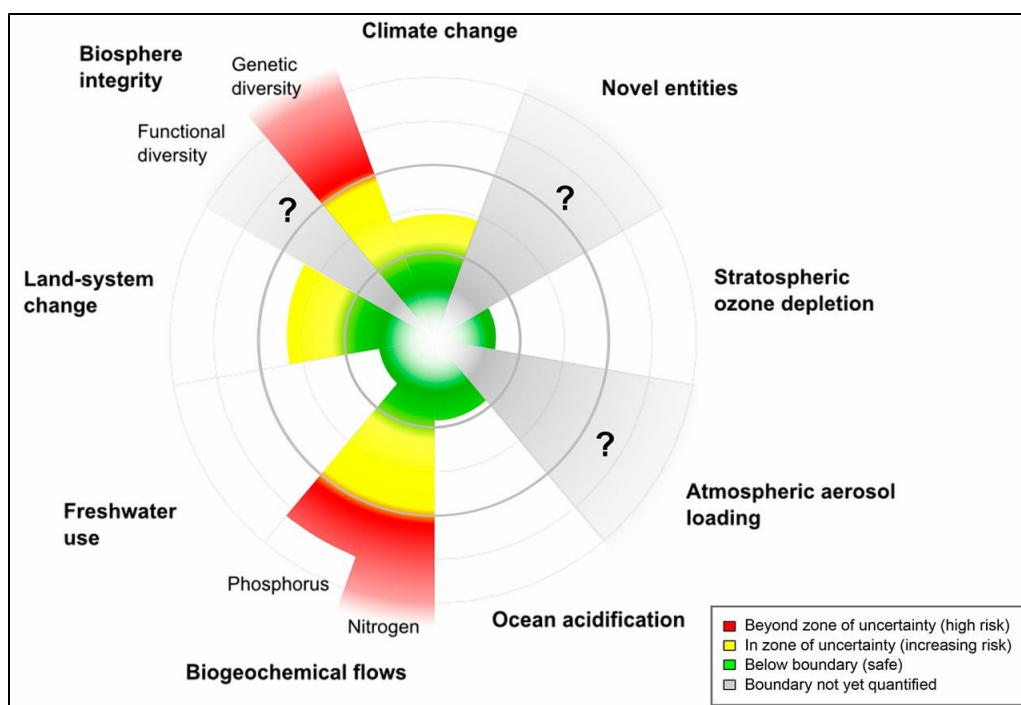 Climate change
Biosphere
integrity
Genetic
diversity
Novel entities
Functional
diversity
?
?
Land-system
change
Stratospheric
ozone depletion
?
Atmospheric aerosol
loading
Freshwater
use
Phosphorus
Ocean acidification
Nitrogen
Biogeochemical flows
Beyond zone of uncertainty (high risk)
In zone of uncertainty (increasing risk)
Below boundary (safe)
Boundary not yet quantified